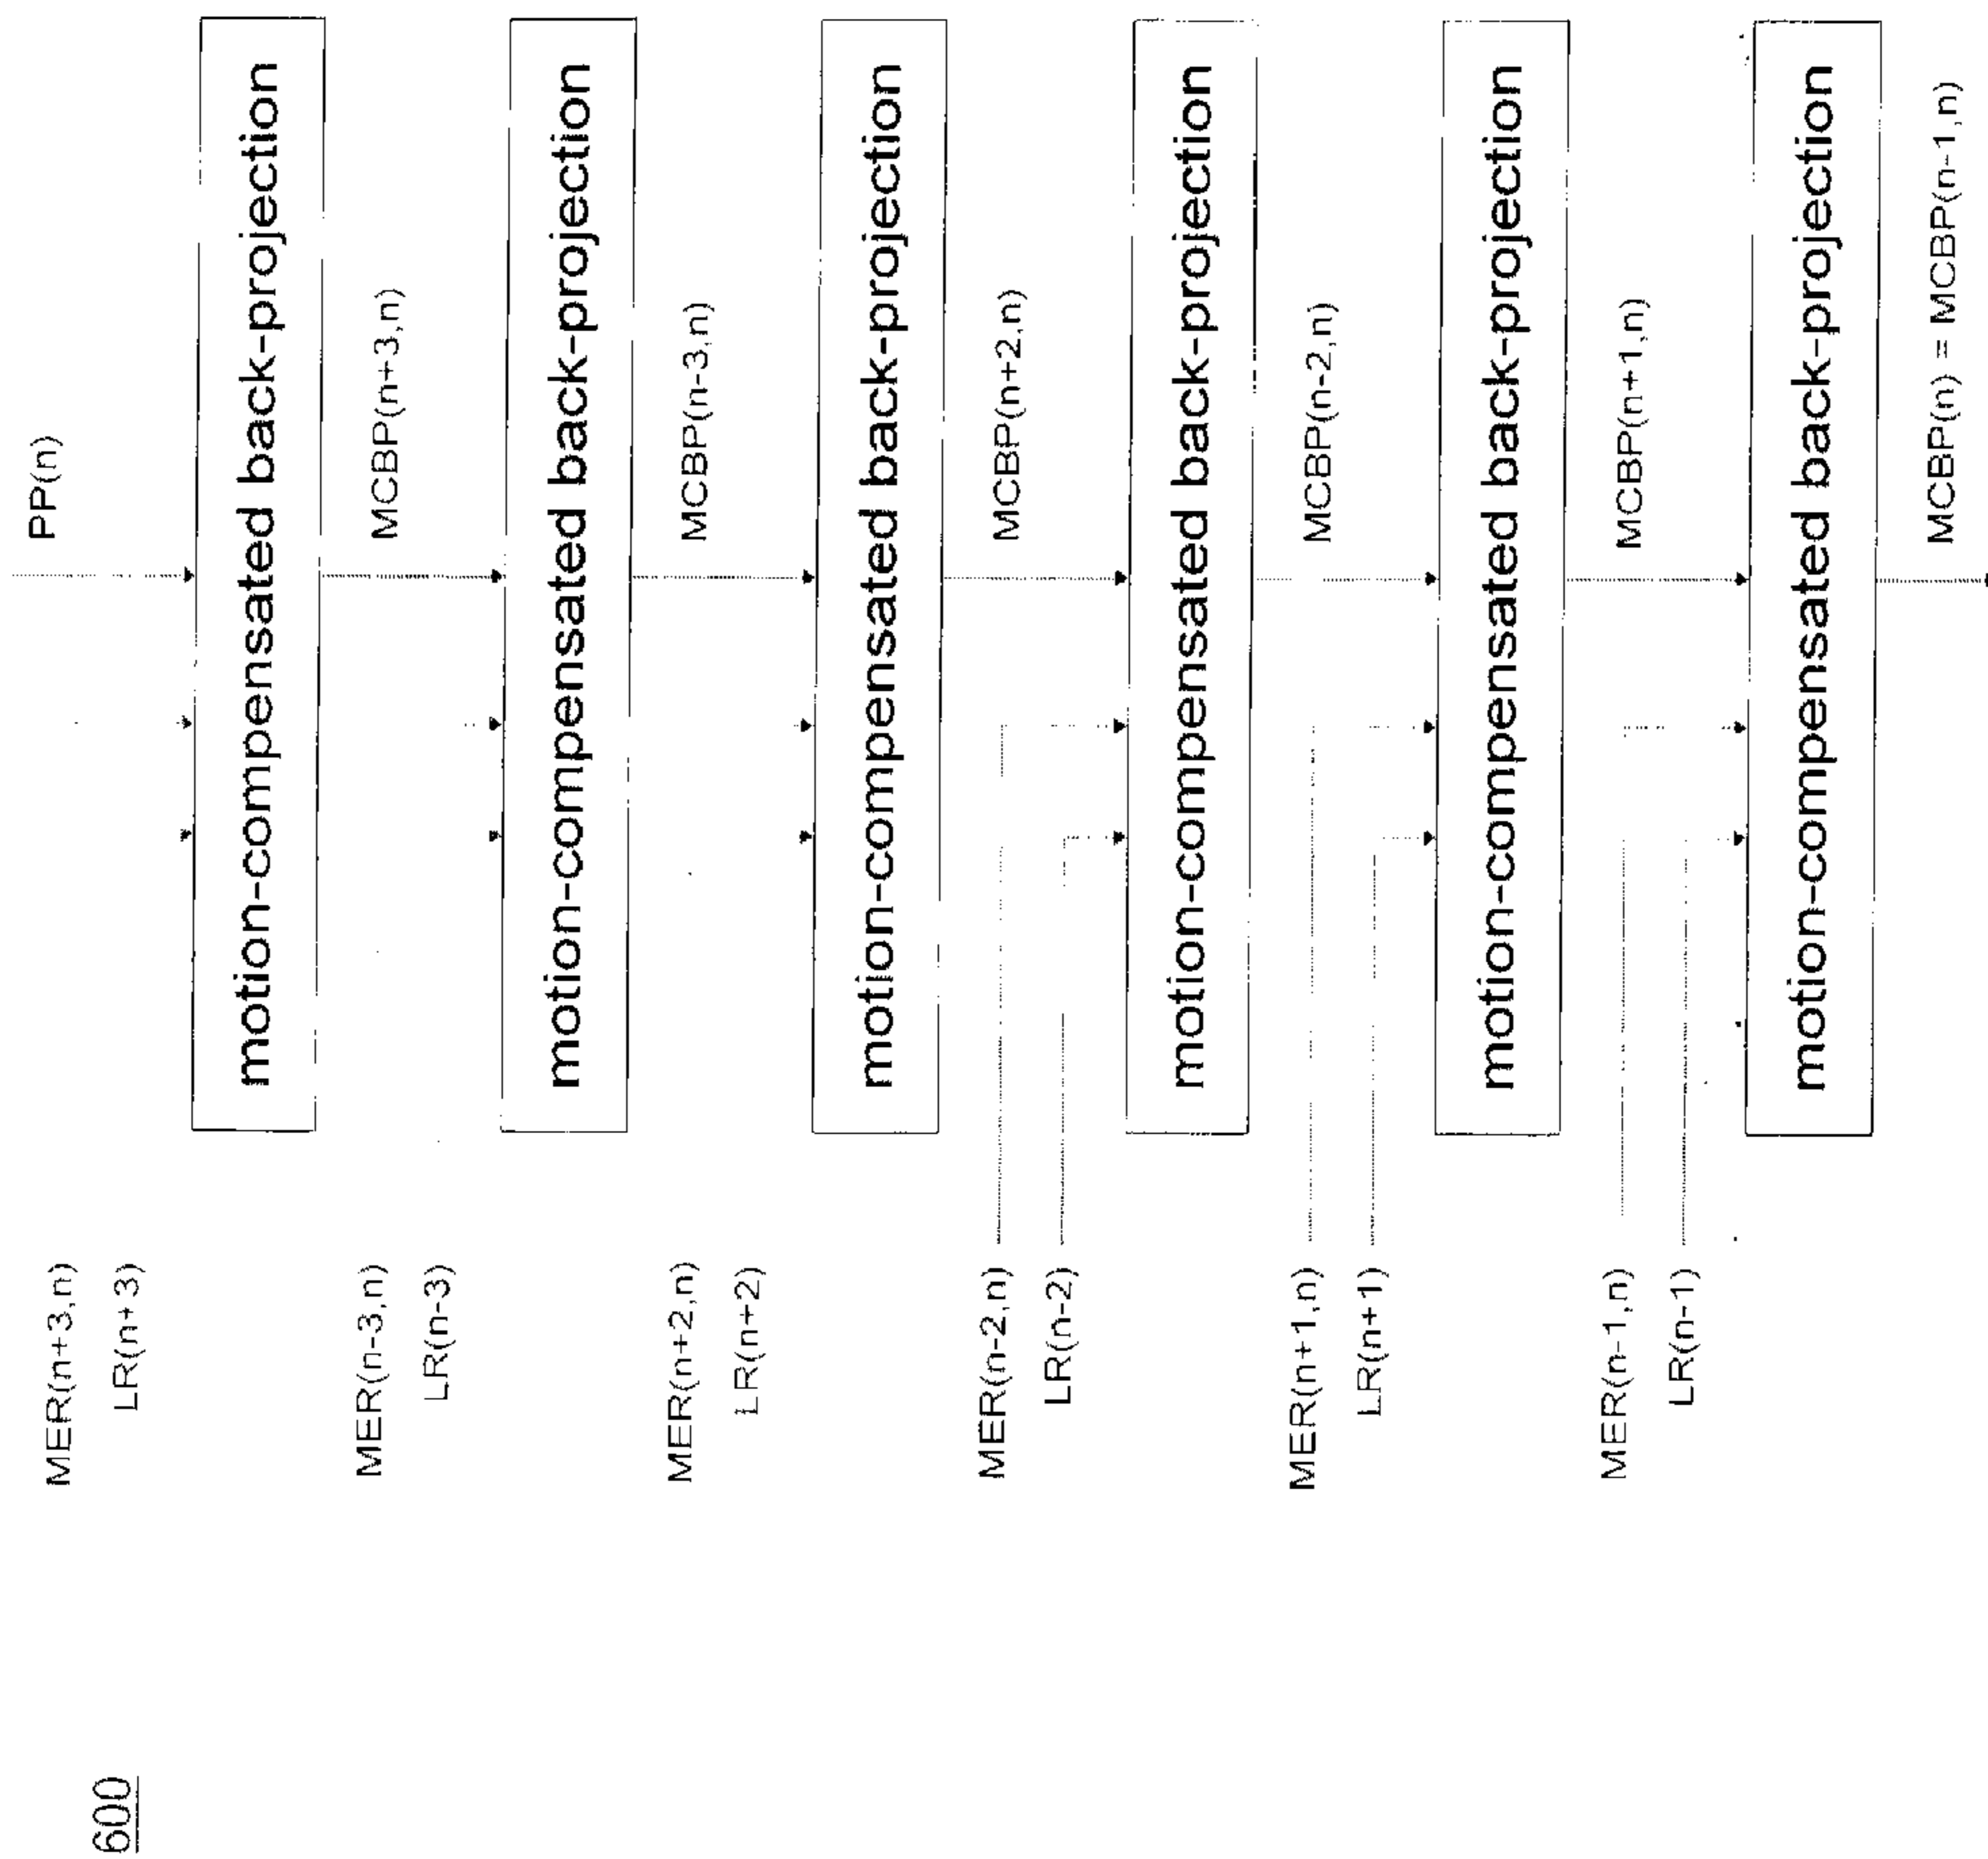 600
PP(n)
MER(n+3,n)
LR(n+3)
motion-compensated back-projection
MCBP(n+3,n)
MER(n-3,n)
LR(n-3)
motion-compensated back-projection
MCBP(n-3,n)
MER(n+2,n)
LR(n+2)
motion-compensated back-projection
MCBP(n+2,n)
MER(n-2,n)
LR(n-2)
motion-compensated back-projection
MCBP(n-2,n)
MER(n+1,n)
LR(n+1)
motion-compensated back-projection
MCBP(n+1,n)
MER(n-1,n)
LR(n-1)
motion-compensated back-projection
MCBP(n) = MCBP(n-1,n)